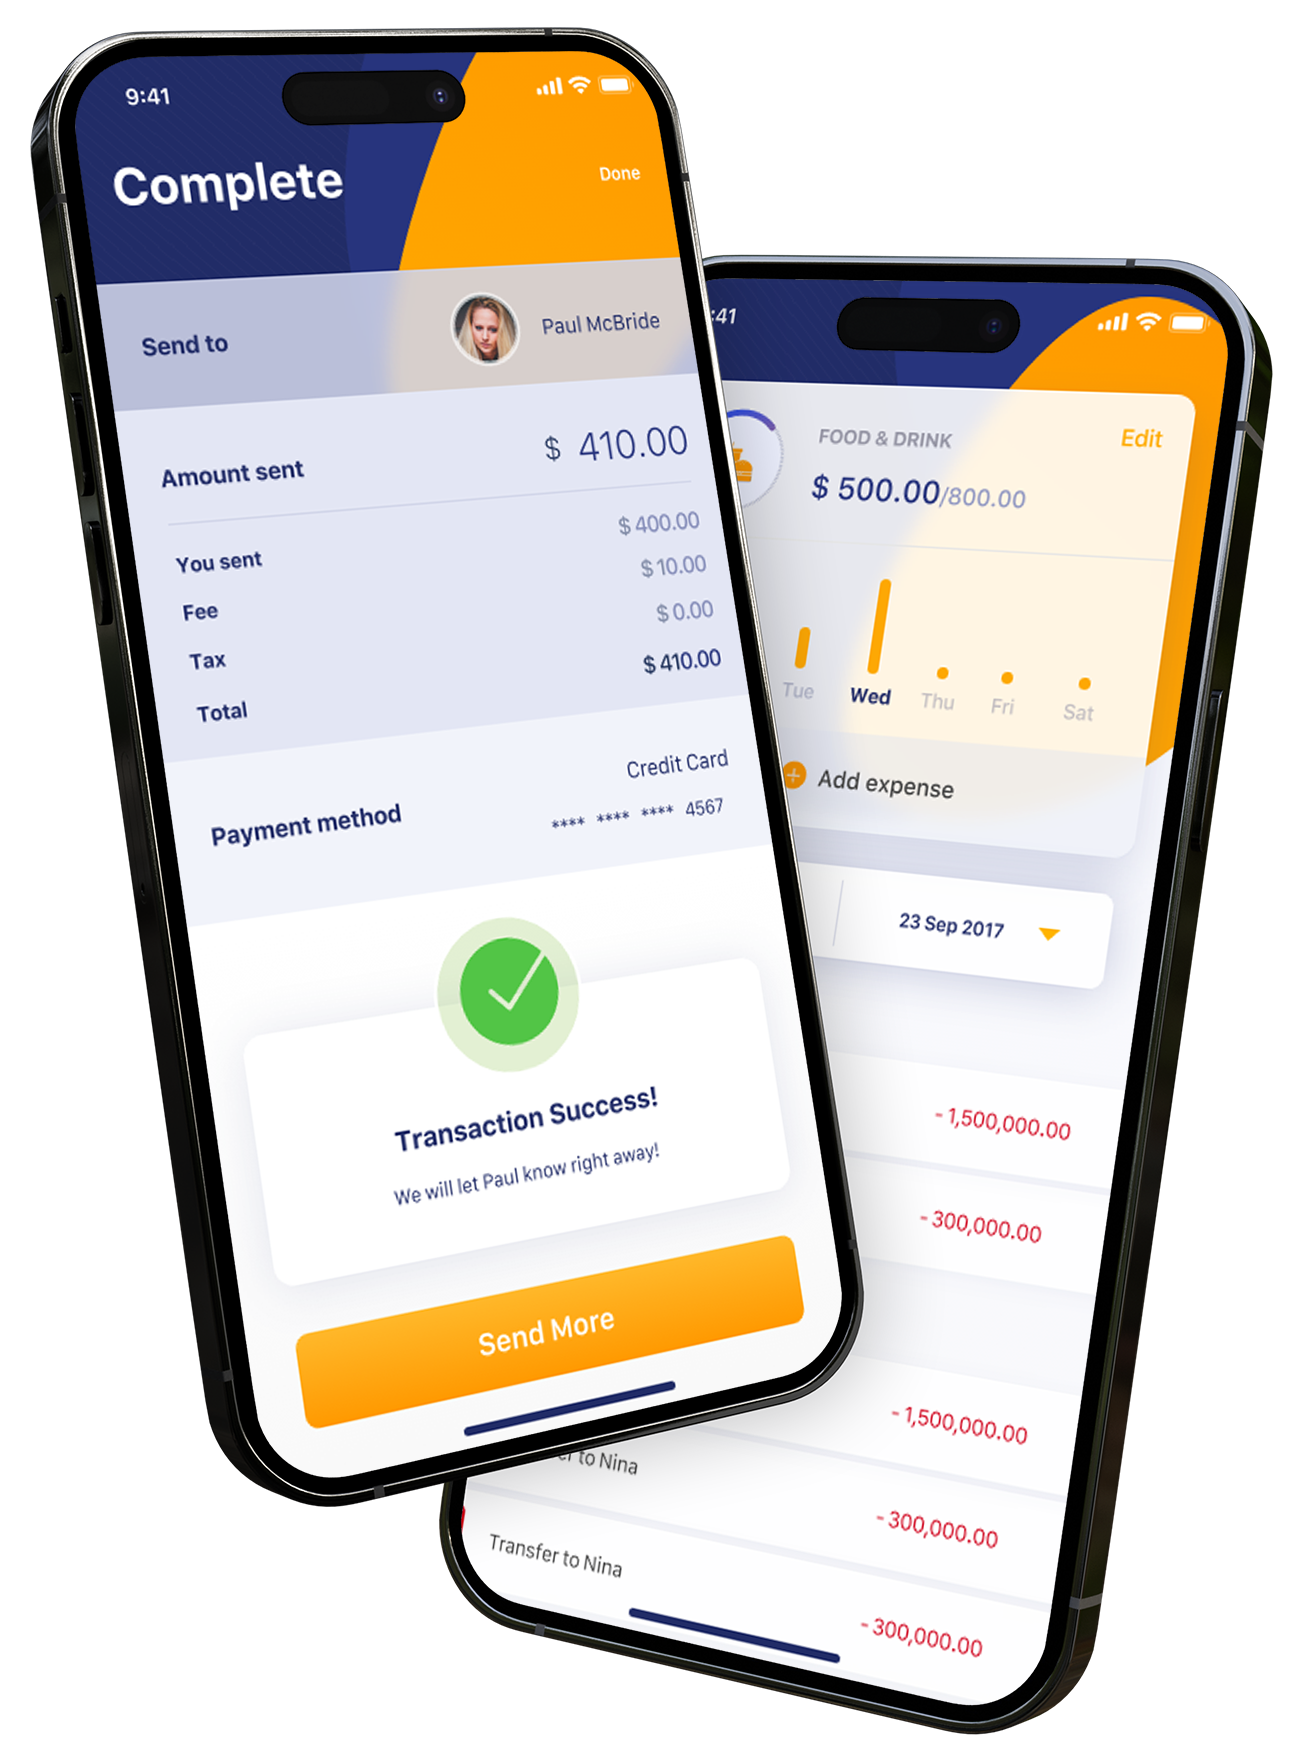 9:41
Complete
Done
Send to
Paul McBride
Amount sent
$ 410.00
You sent
$ 400.00
Fee
$ 10.00
Tax
$ 0.00
Total
$ 410.00
Payment method
Credit Card
**** **** **** 4567
Transaction Success!
We will let Paul know right away!
Send More
:41
FOOD & DRINK
Edit
$ 500.00/800.00
Tue Wed Thu Fri Sat
Add expense
23 Sep 2017
- 1,500,000.00
- 300,000.00
- 1,500,000.00
to Nina
- 300,000.00
Transfer to Nina
- 300,000.00